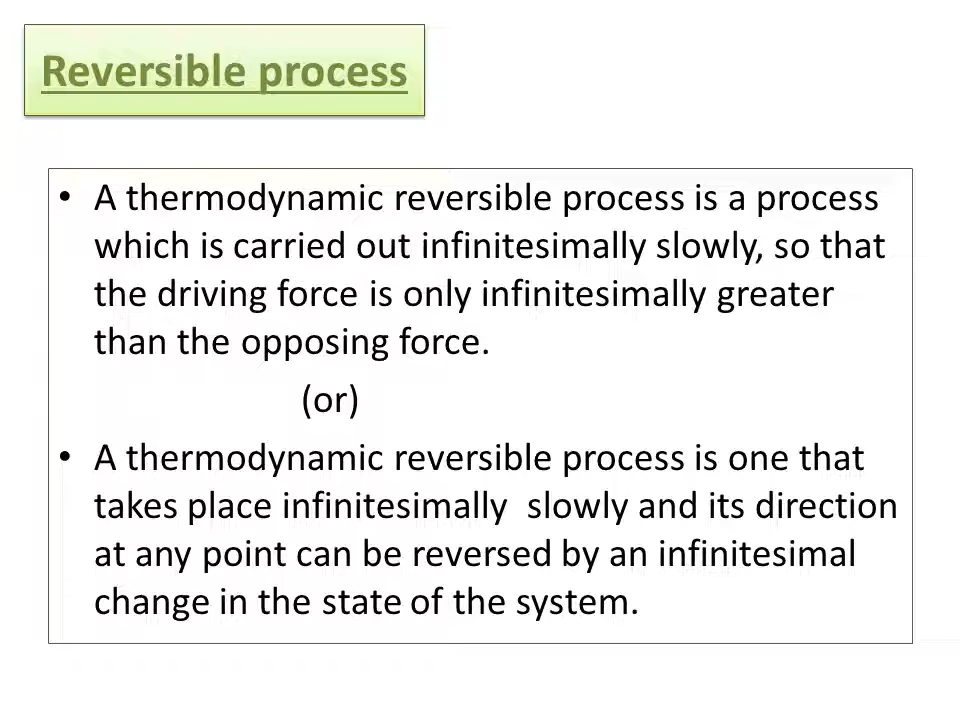 Reversible process
• A thermodynamic reversible process is a process
which is carried out infinitesimally slowly, so that
the driving force is only infinitesimally greater
than the opposing force.
(or)
• A thermodynamic reversible process is one that
takes place infinitesimally  slowly and its direction
at any point can be reversed by an infinitesimal
change in the state of the system.